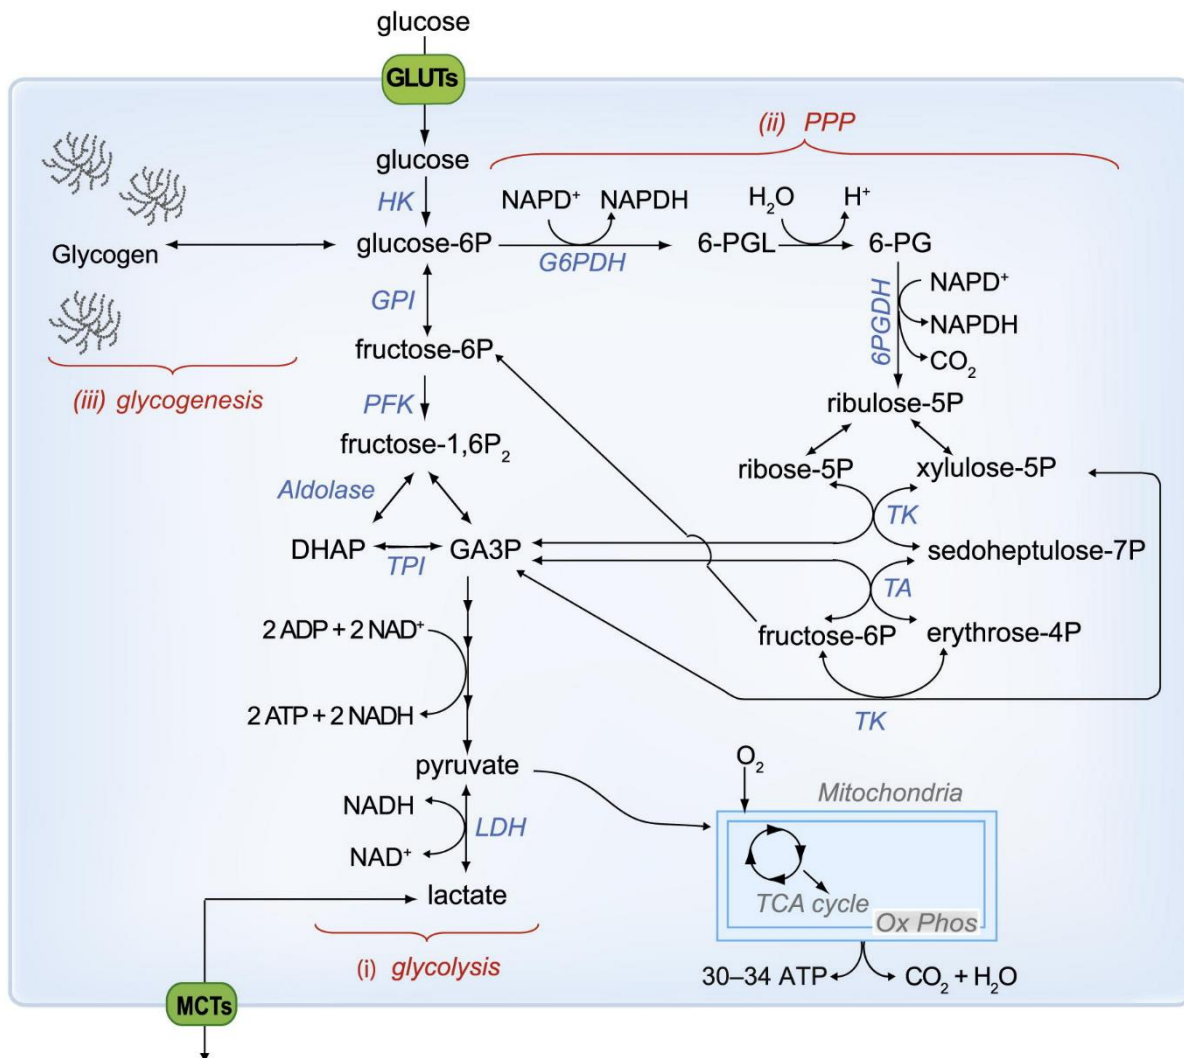 glucose
GLUTs
glucose
(ii) PPP
HK
NAPD⁺
NAPDH
H₂O
H⁺
Glycogen
glucose-6P
G6PDH
6-PGL
6-PG
GPI
6PGDH
NAPD⁺
NAPDH
CO₂
fructose-6P
(iii) glycogenesis
PFK
ribulose-5P
fructose-1,6P₂
ribose-5P
xylulose-5P
Aldolase
TK
DHAP
TPI
GA3P
sedoheptulose-7P
TA
2 ADP + 2 NAD⁺
fructose-6P
erythrose-4P
2 ATP + 2 NADH
TK
pyruvate
O₂
Mitochondria
NADH
LDH
NAD⁺
lactate
TCA cycle
Ox Phos
(i) glycolysis
30–34 ATP
CO₂ + H₂O
MCTs